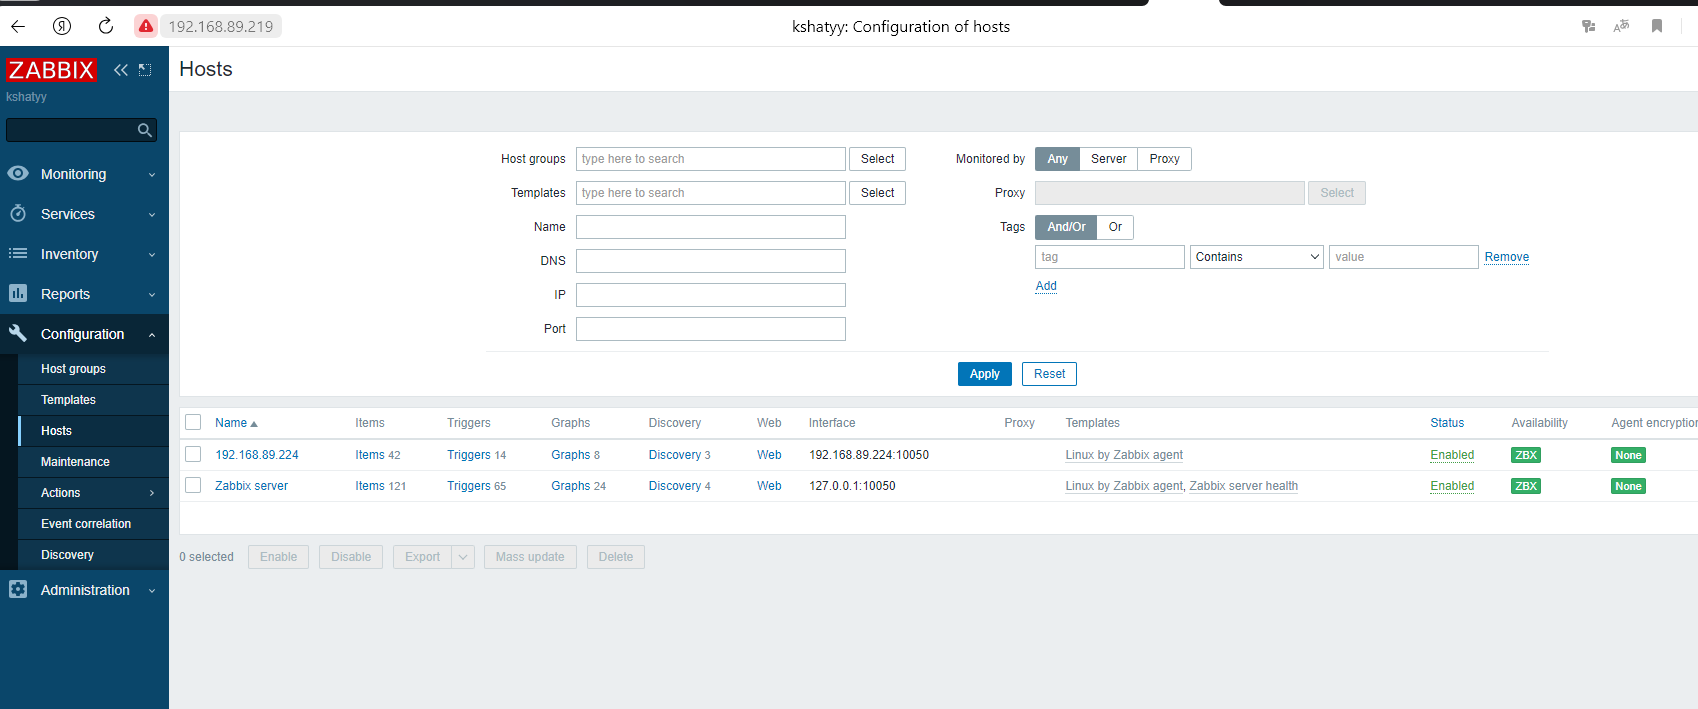 Я 192.168.89.219 kshatyy: Configuration of hosts
ZABBIX Hosts
kshatyy
Host groups type here to search Select Monitored by Any Server Proxy
Monitoring
Templates type here to search Select Proxy Select
Services
Name Tags And/Or Or
Inventory
DNS tag Contains value Remove
Reports
IP Add
Configuration
Port
Host groups
Apply Reset
Templates
Hosts
Name Items Triggers Graphs Discovery Web Interface Proxy Templates Status Availability Agent encryption
Maintenance
192.168.89.224 Items 42 Triggers 14 Graphs 8 Discovery 3 Web 192.168.89.224:10050 Linux by Zabbix agent Enabled ZBX None
Actions
Zabbix server Items 121 Triggers 65 Graphs 24 Discovery 4 Web 127.0.0.1:10050 Linux by Zabbix agent, Zabbix server health Enabled ZBX None
Event correlation
Discovery
0 selected Enable Disable Export Mass update Delete
Administration